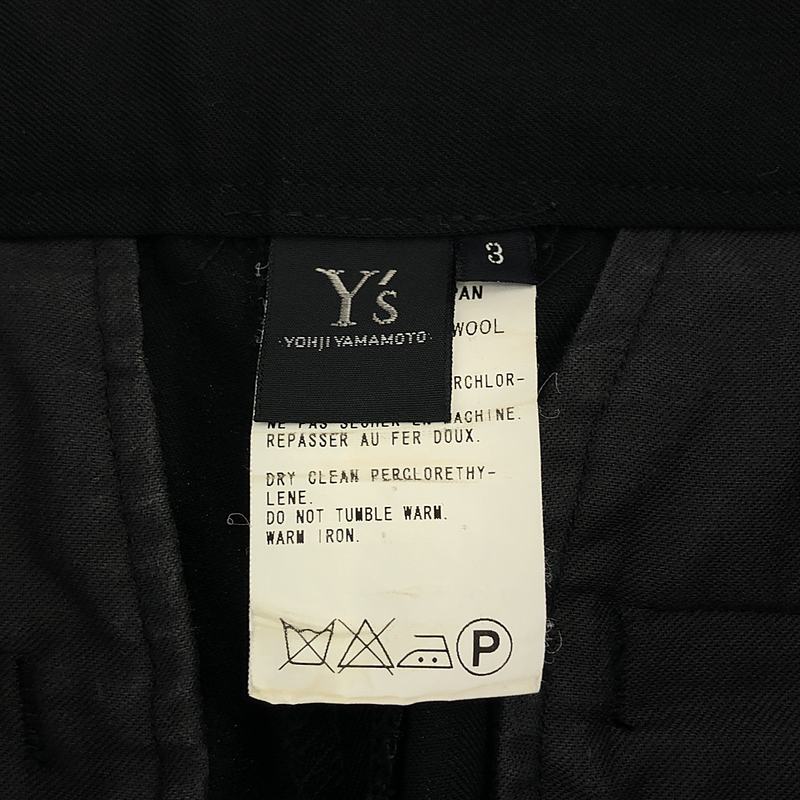 Y's
·YOHJI YAMAMOTO·
3
PAN
WOOL
RCHLOR-
NE PAS SECHER EN MACHINE.
REPASSER AU FER DOUX.
DRY CLEAN PERCLORETHY-
LENE.
DO NOT TUMBLE WARM.
WARM IRON.
P